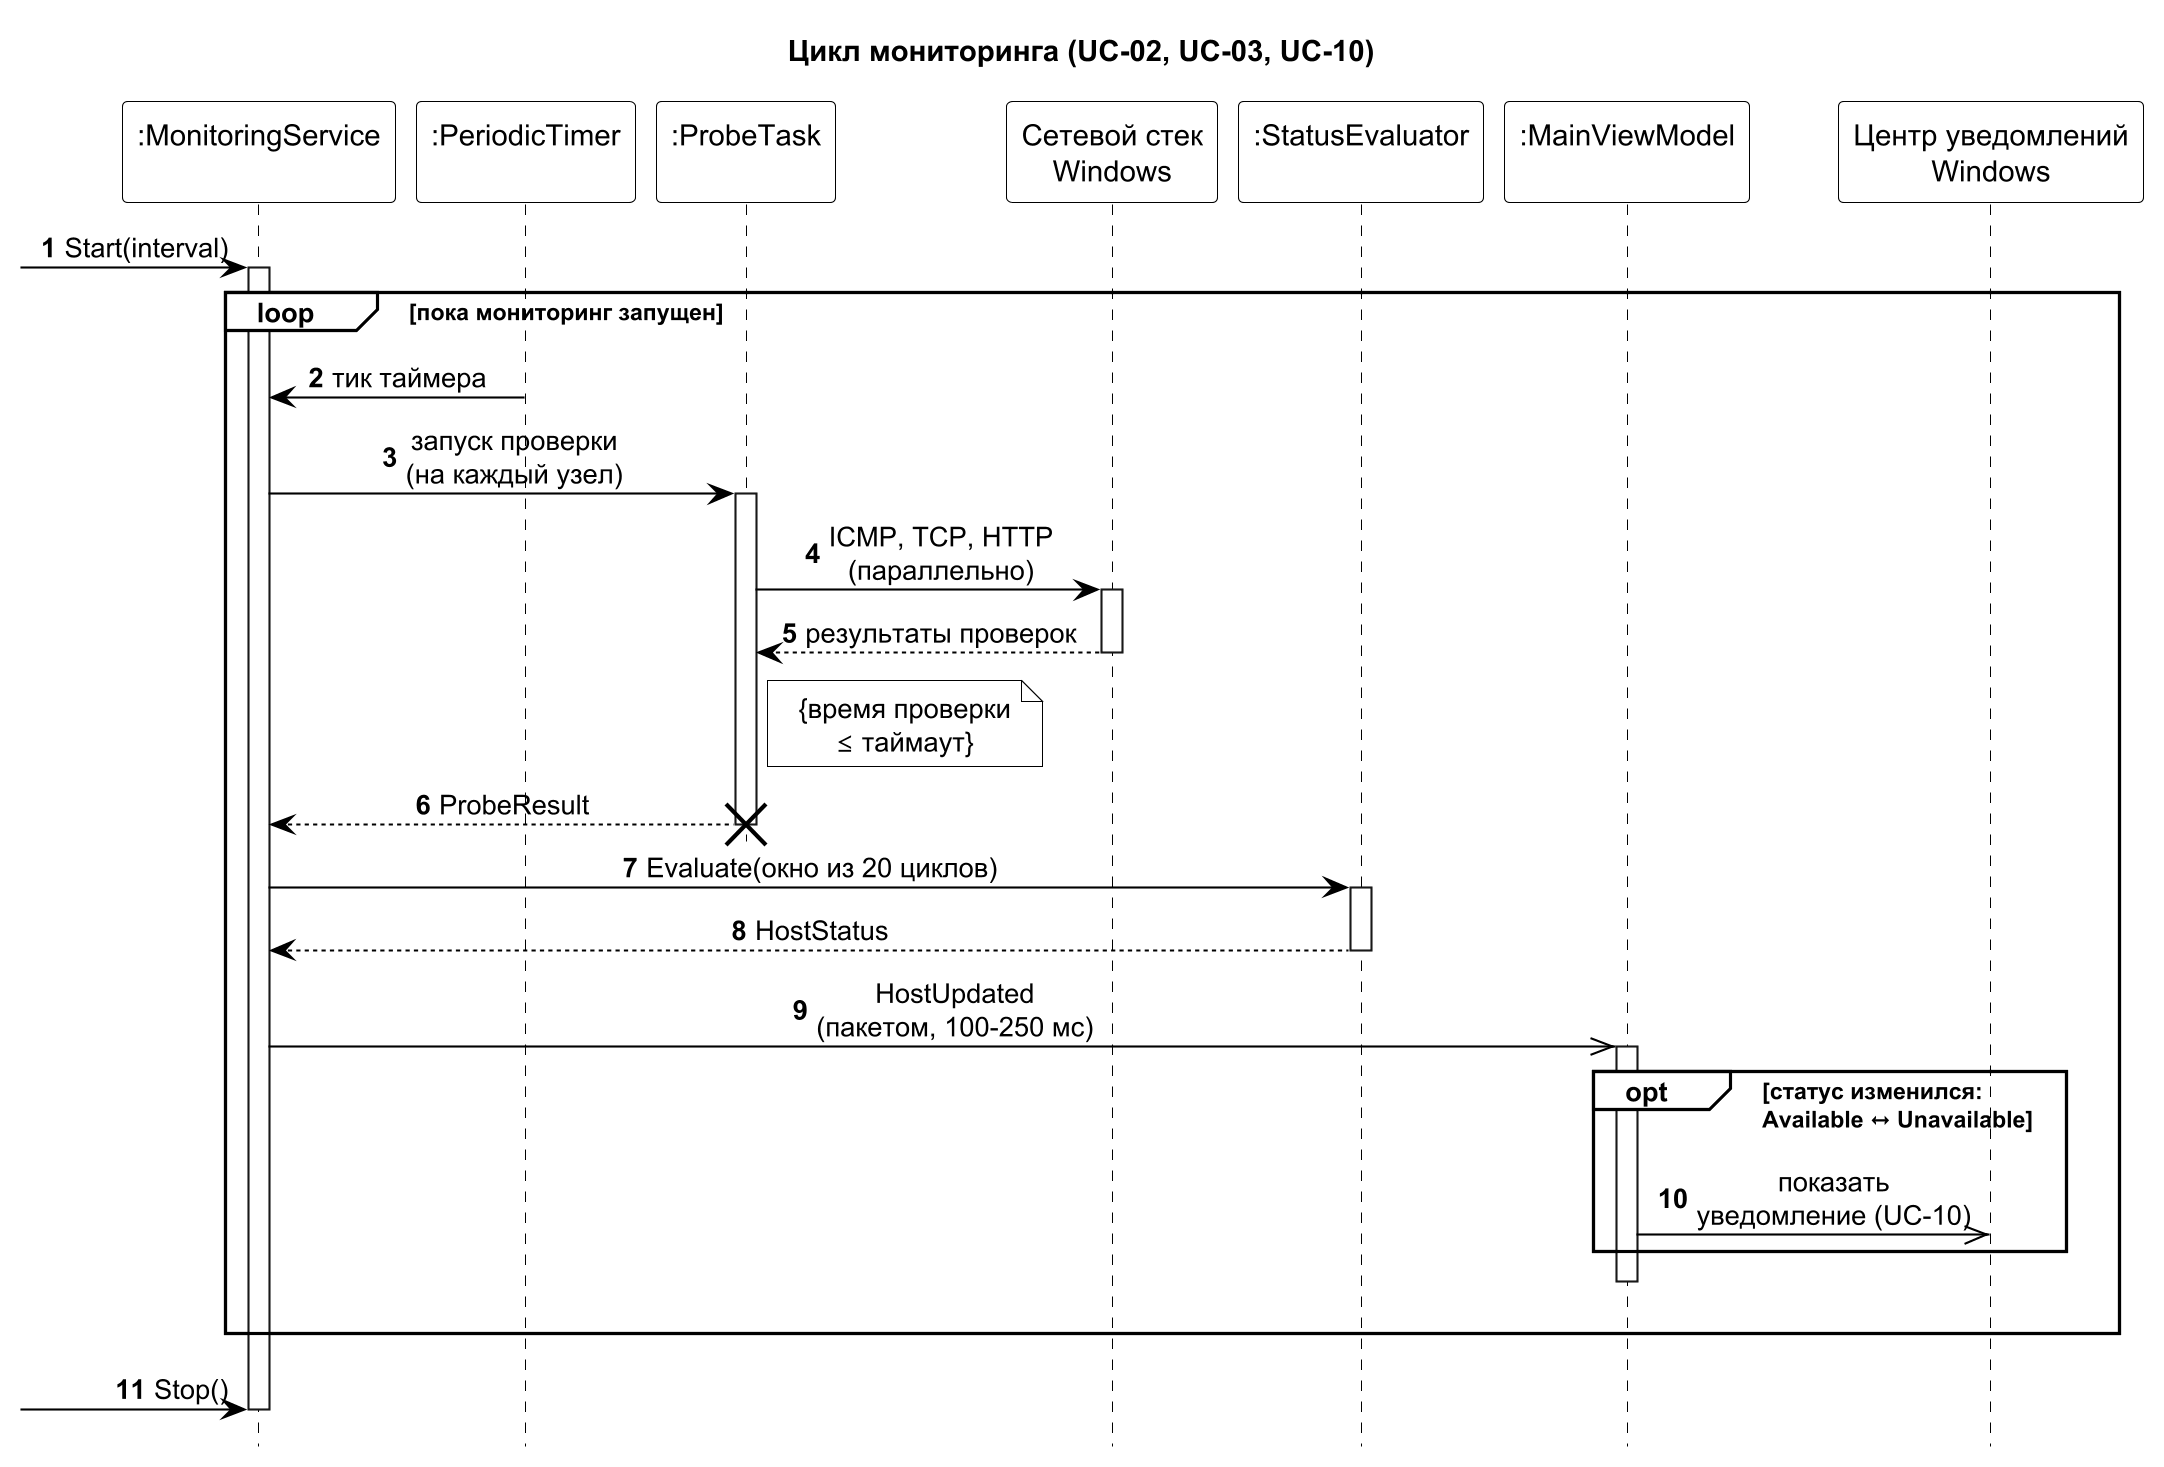 Цикл мониторинга (UC-02, UC-03, UC-10)
:MonitoringService
:PeriodicTimer
:ProbeTask
Сетевой стек
Windows
:StatusEvaluator
:MainViewModel
Центр уведомлений
Windows
1 Start(interval)
loop [пока мониторинг запущен]
2 тик таймера
3 запуск проверки
(на каждый узел)
4 ICMP, TCP, HTTP
(параллельно)
5 результаты проверок
{время проверки
≤ таймаут}
6 ProbeResult
7 Evaluate(окно из 20 циклов)
8 HostStatus
9 HostUpdated
(пакетом, 100-250 мс)
opt [статус изменился:
Available ↔ Unavailable]
10 показать
уведомление (UC-10)
11 Stop()